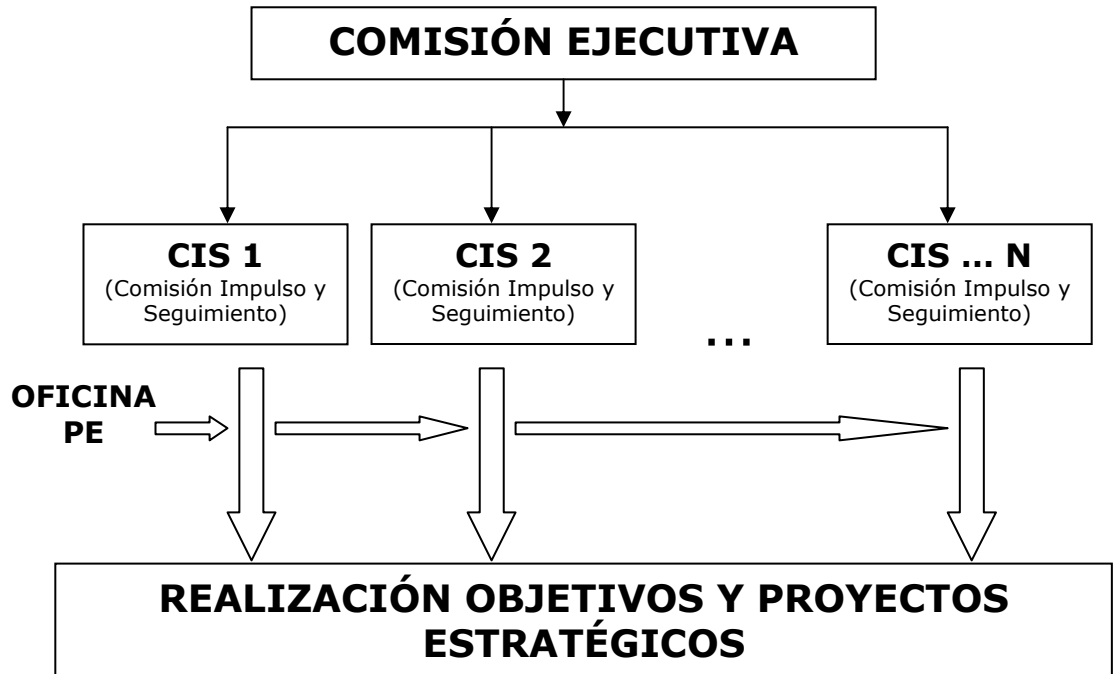 COMISIÓN EJECUTIVA
CIS 1
(Comisión Impulso y
Seguimiento)
CIS 2
(Comisión Impulso y
Seguimiento)
...
CIS ... N
(Comisión Impulso y
Seguimiento)
OFICINA
PE
REALIZACIÓN OBJETIVOS Y PROYECTOS
ESTRATÉGICOS